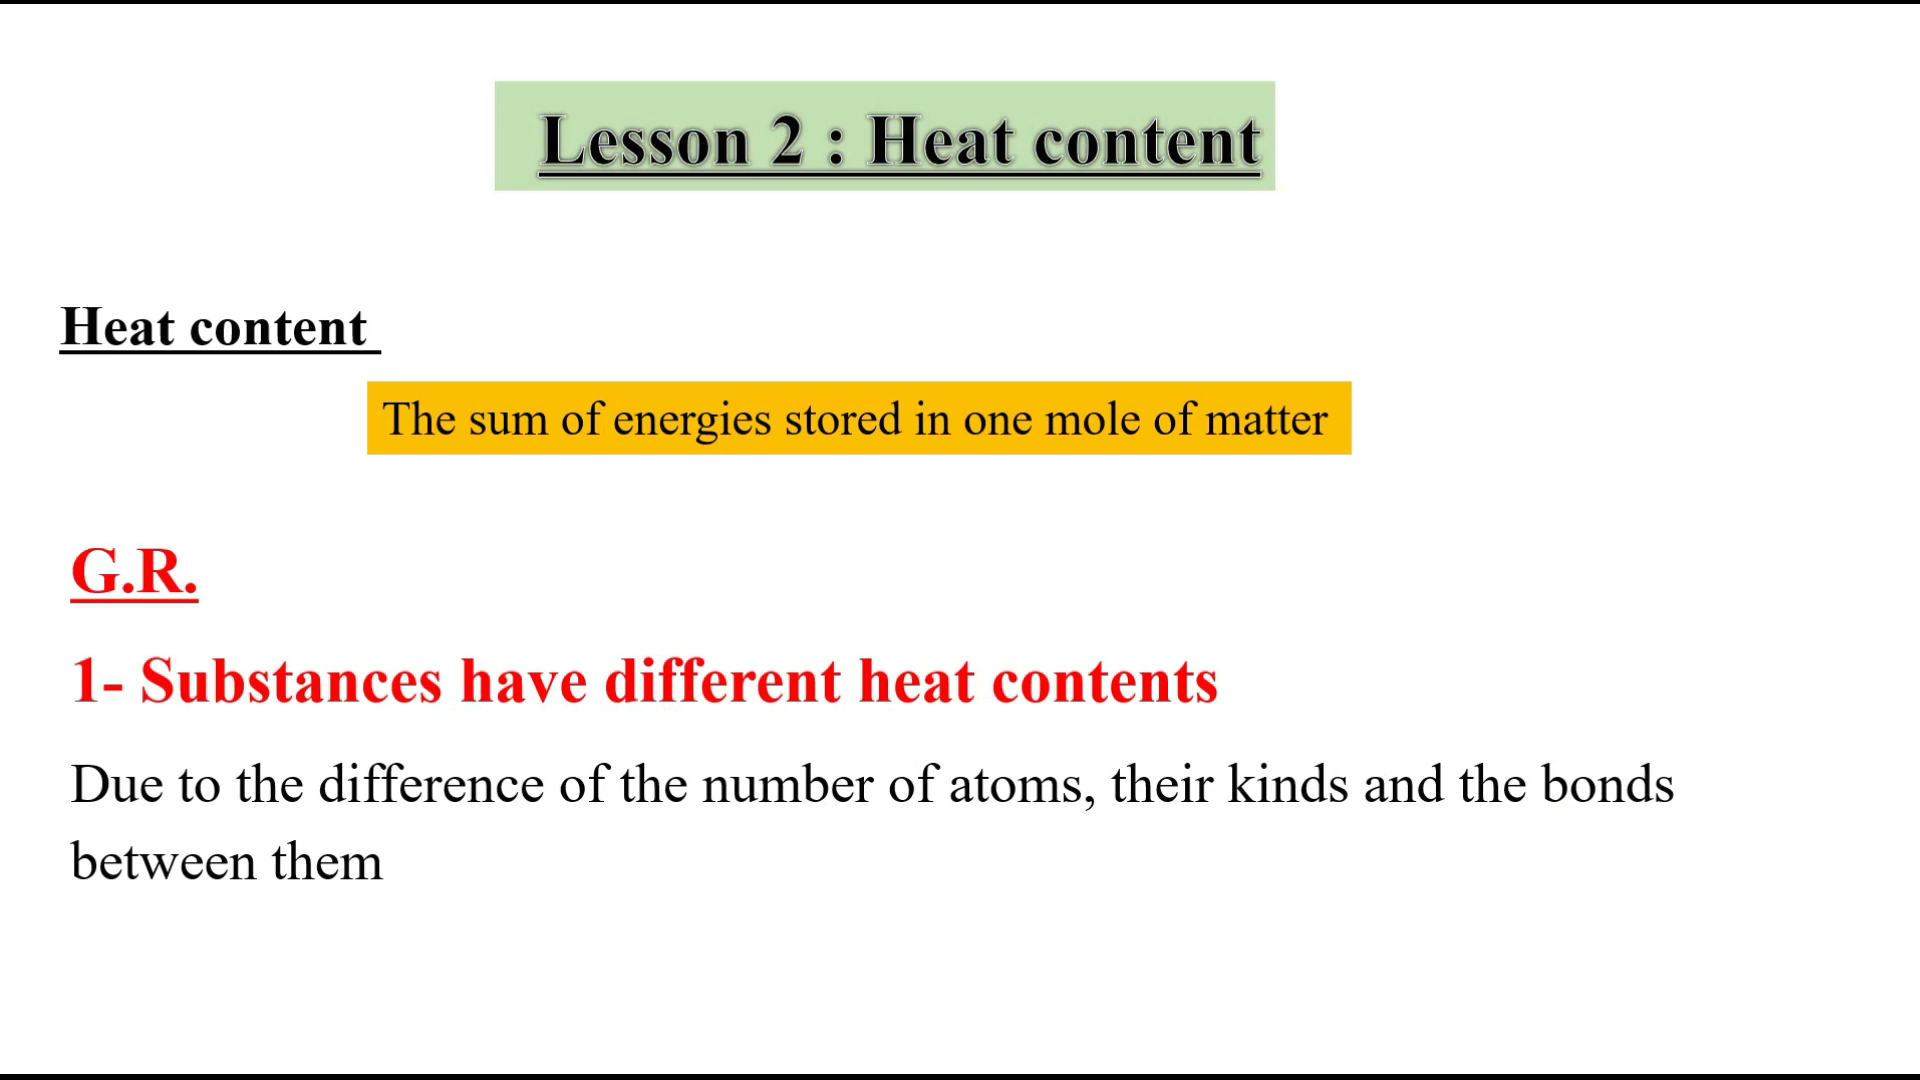 Lesson 2 : Heat content
Heat content
The sum of energies stored in one mole of matter
G.R.
1- Substances have different heat contents
Due to the difference of the number of atoms, their kinds and the bonds
between them